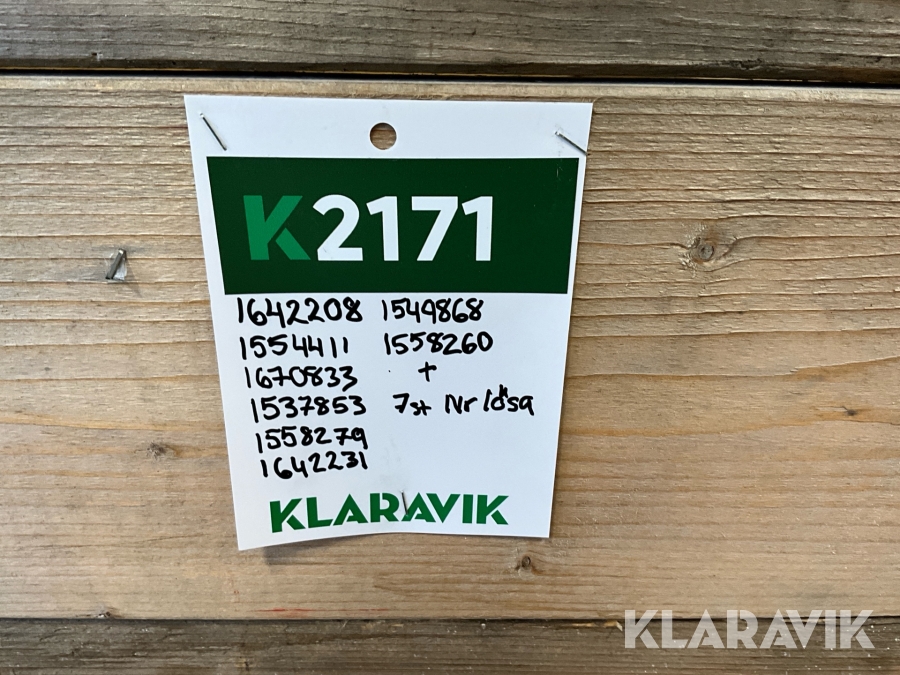 K2171
1642208
1554411
1670833
1537853
1558279
1642231
1549868
1558260
+
7st Nr lösa
KLARAVIK
KLARAVIK